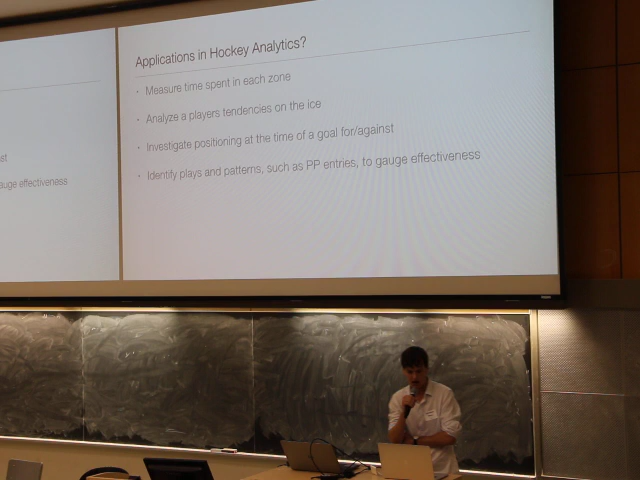 Applications in Hockey Analytics?
• Measure time spent in each zone
• Analyze a players tendencies on the ice
• Investigate positioning at the time of a goal for/against
• Identify plays and patterns, such as PP entries, to gauge effectiveness
st
auge effectiveness